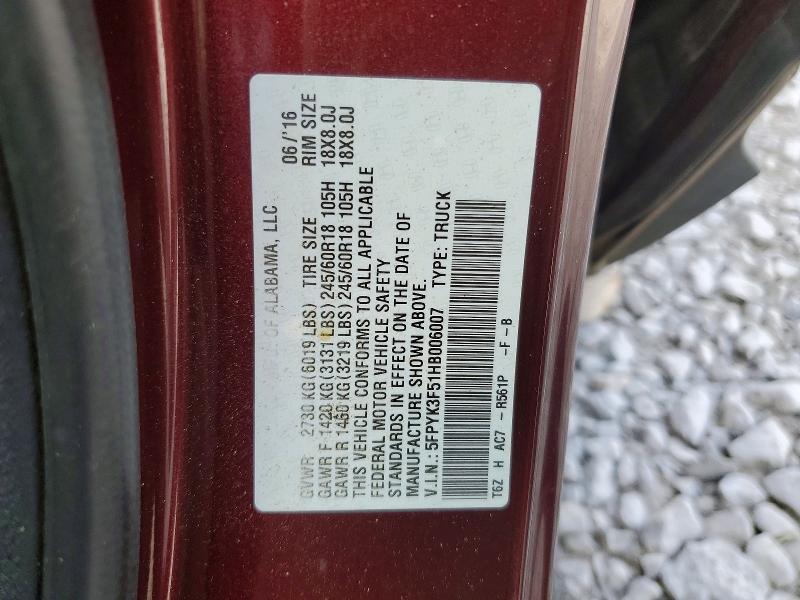 OF ALABAMA, LLC 06/'16
GVWR 2730 KG(6019 LBS) TIRE SIZE RIM SIZE
GAWR F 1420 KG(3131 LBS) 245/60R18 105H 18X8.0J
GAWR R 1460 KG(3219 LBS) 245/60R18 105H 18X8.0J
THIS VEHICLE CONFORMS TO ALL APPLICABLE
FEDERAL MOTOR VEHICLE SAFETY
STANDARDS IN EFFECT ON THE DATE OF
MANUFACTURE SHOWN ABOVE.
V.I.N.: 5FPYK3F51HB006007 TYPE: TRUCK
T6Z H AC7 - R561P -F -B